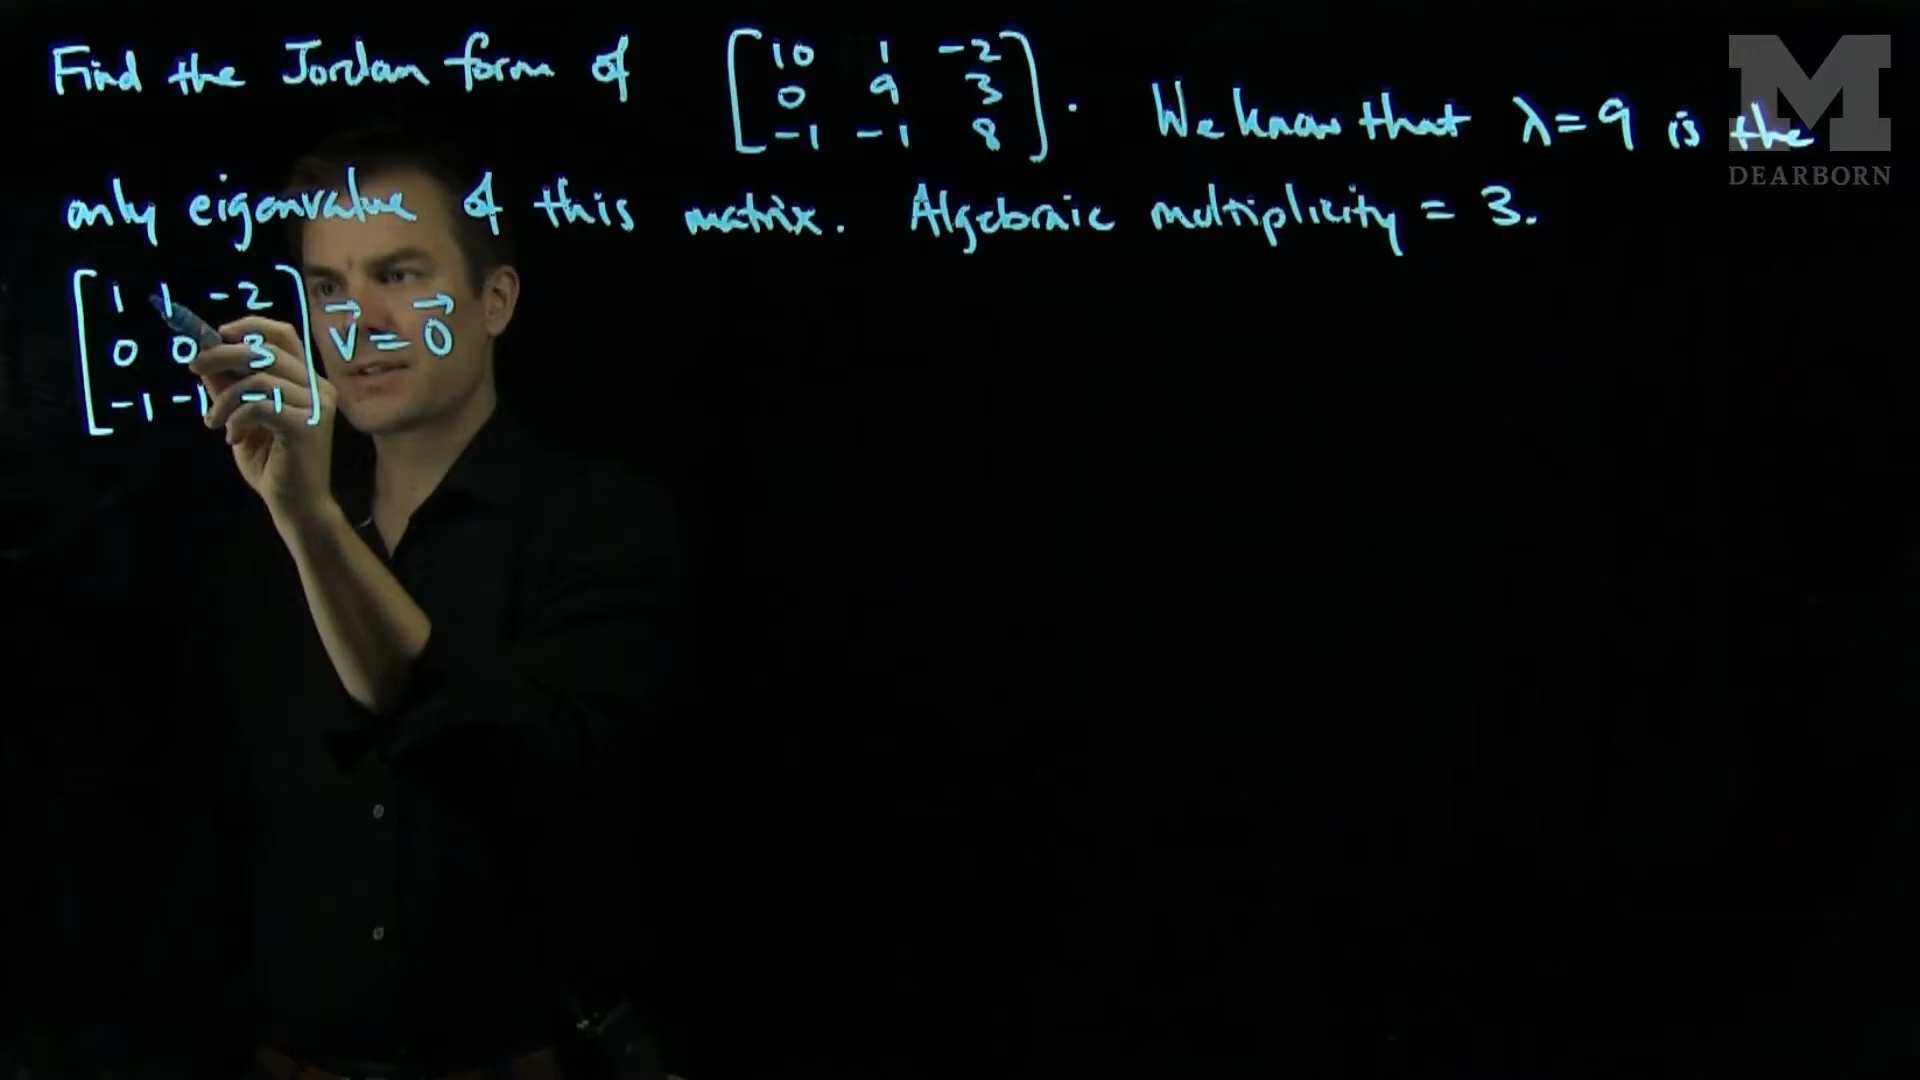 Find the Jordan form of [10 1 -2
0 9 3
-1 -1 8]. We know that λ=9 is the
only eigenvalue of this matrix. Algebraic multiplicity = 3.
[1 1 -2
0 0 3
-1 -1 -1] v⃗ = 0⃗
M
DEARBORN